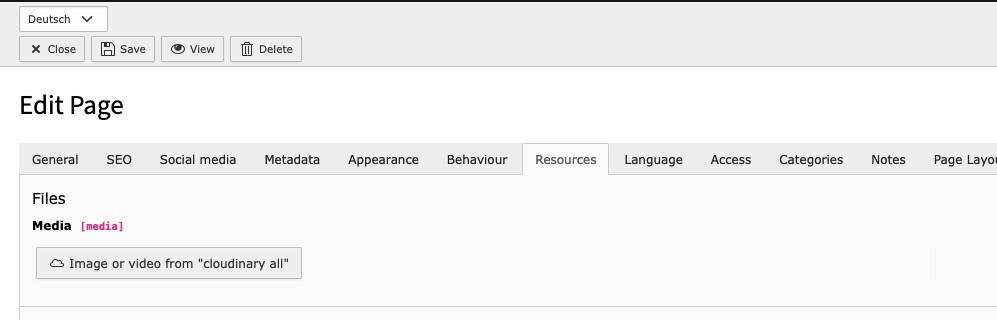 Deutsch
Close Save View Delete
Edit Page
General SEO Social media Metadata Appearance Behaviour Resources Language Access Categories Notes Page Layou
Files
Media [media]
Image or video from "cloudinary all"